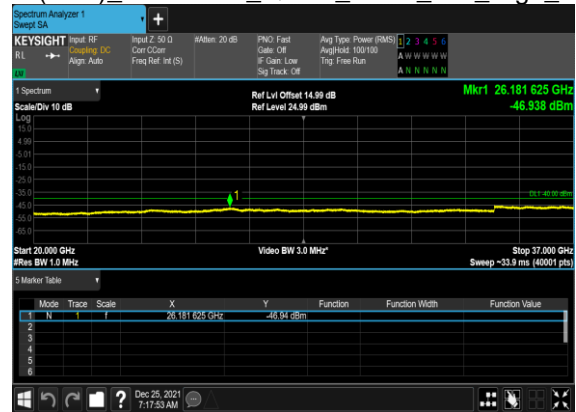 Spectrum Analyzer 1
Swept SA
KEYSIGHT Input: RF Input Z: 50 Ω #Atten: 20 dB PNO: Fast Avg Type: Power (RMS) 1 2 3 4 5 6
RL Coupling: DC Corr CCorr Gate: Off Avg|Hold: 100/100 A W W W W W
Align: Auto Freq Ref: Int (S) IF Gain: Low Trig: Free Run
Sig Track: Off A N N N N N
1 Spectrum Ref Lvl Offset 14.99 dB Mkr1 26.181 625 GHz
Scale/Div 10 dB Ref Level 24.99 dBm -46.938 dBm
Log
15.0
4.99
-5.01
-15.0
-25.0
-35.0 1 DL1 -40.00 dBm
-45.0
-55.0
-65.0
Start 20.000 GHz Video BW 3.0 MHz* Stop 37.000 GHz
#Res BW 1.0 MHz Sweep ~33.9 ms (40001 pts)
5 Marker Table
Mode Trace Scale X Y Function Function Width Function Value
1 N 1 f 26.181 625 GHz -46.94 dBm
2
3
4
5
6
? Dec 25, 2021
7:17:53 AM